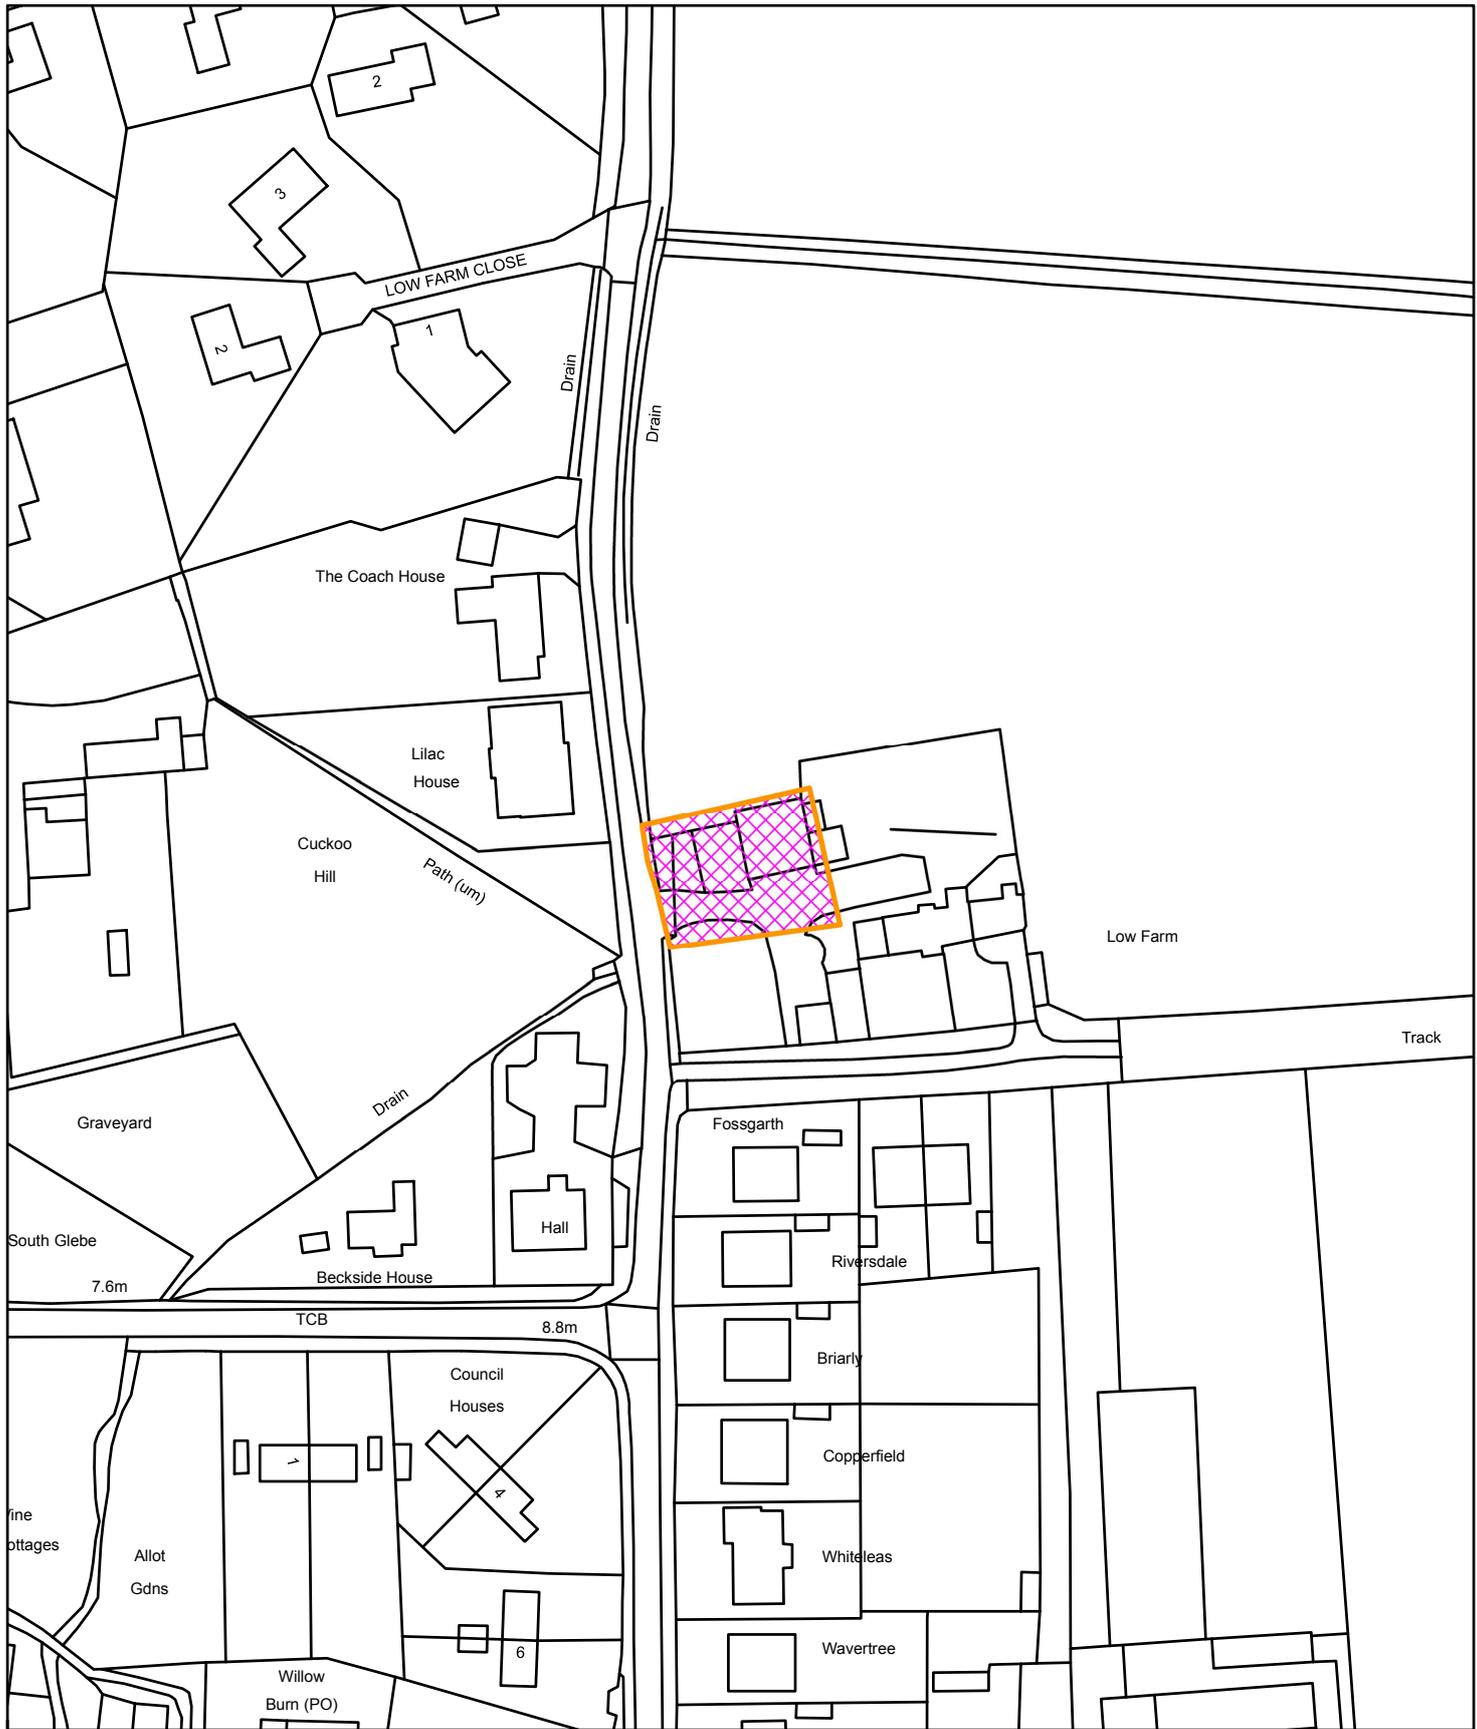 2
3
LOW FARM CLOSE
2
1
Drain
Drain
The Coach House
Lilac
House
Cuckoo
Hill
Path (um)
Low Farm
Track
Drain
Graveyard
Fossgarth
Hall
South Glebe
Riversdale
Beckside House
7.6m
TCB
8.8m
Briarly
Council
Houses
Copperfield
1
4
ine
ottages
Allot
Gdns
Whiteleas
6
Wavertree
Willow
Burn (PO)